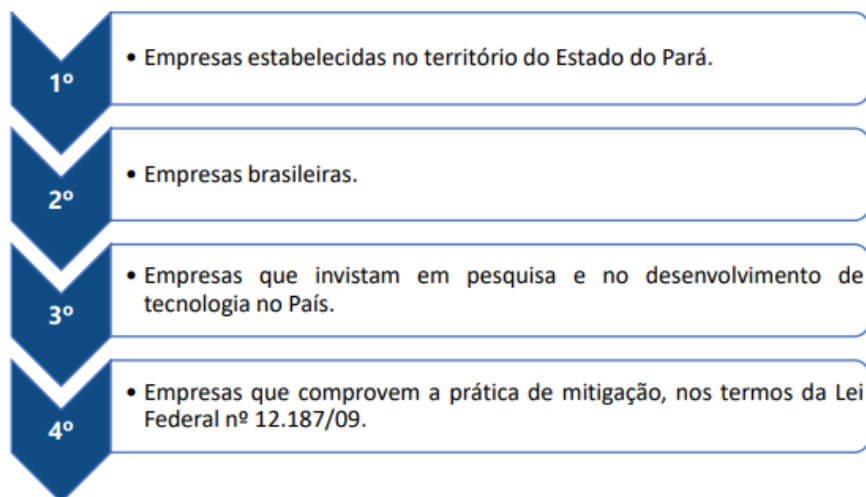 1º
• Empresas estabelecidas no território do Estado do Pará.
2º
• Empresas brasileiras.
3º
• Empresas que invistam em pesquisa e no desenvolvimento de
tecnologia no País.
4º
• Empresas que comprovem a prática de mitigação, nos termos da Lei
Federal nº 12.187/09.